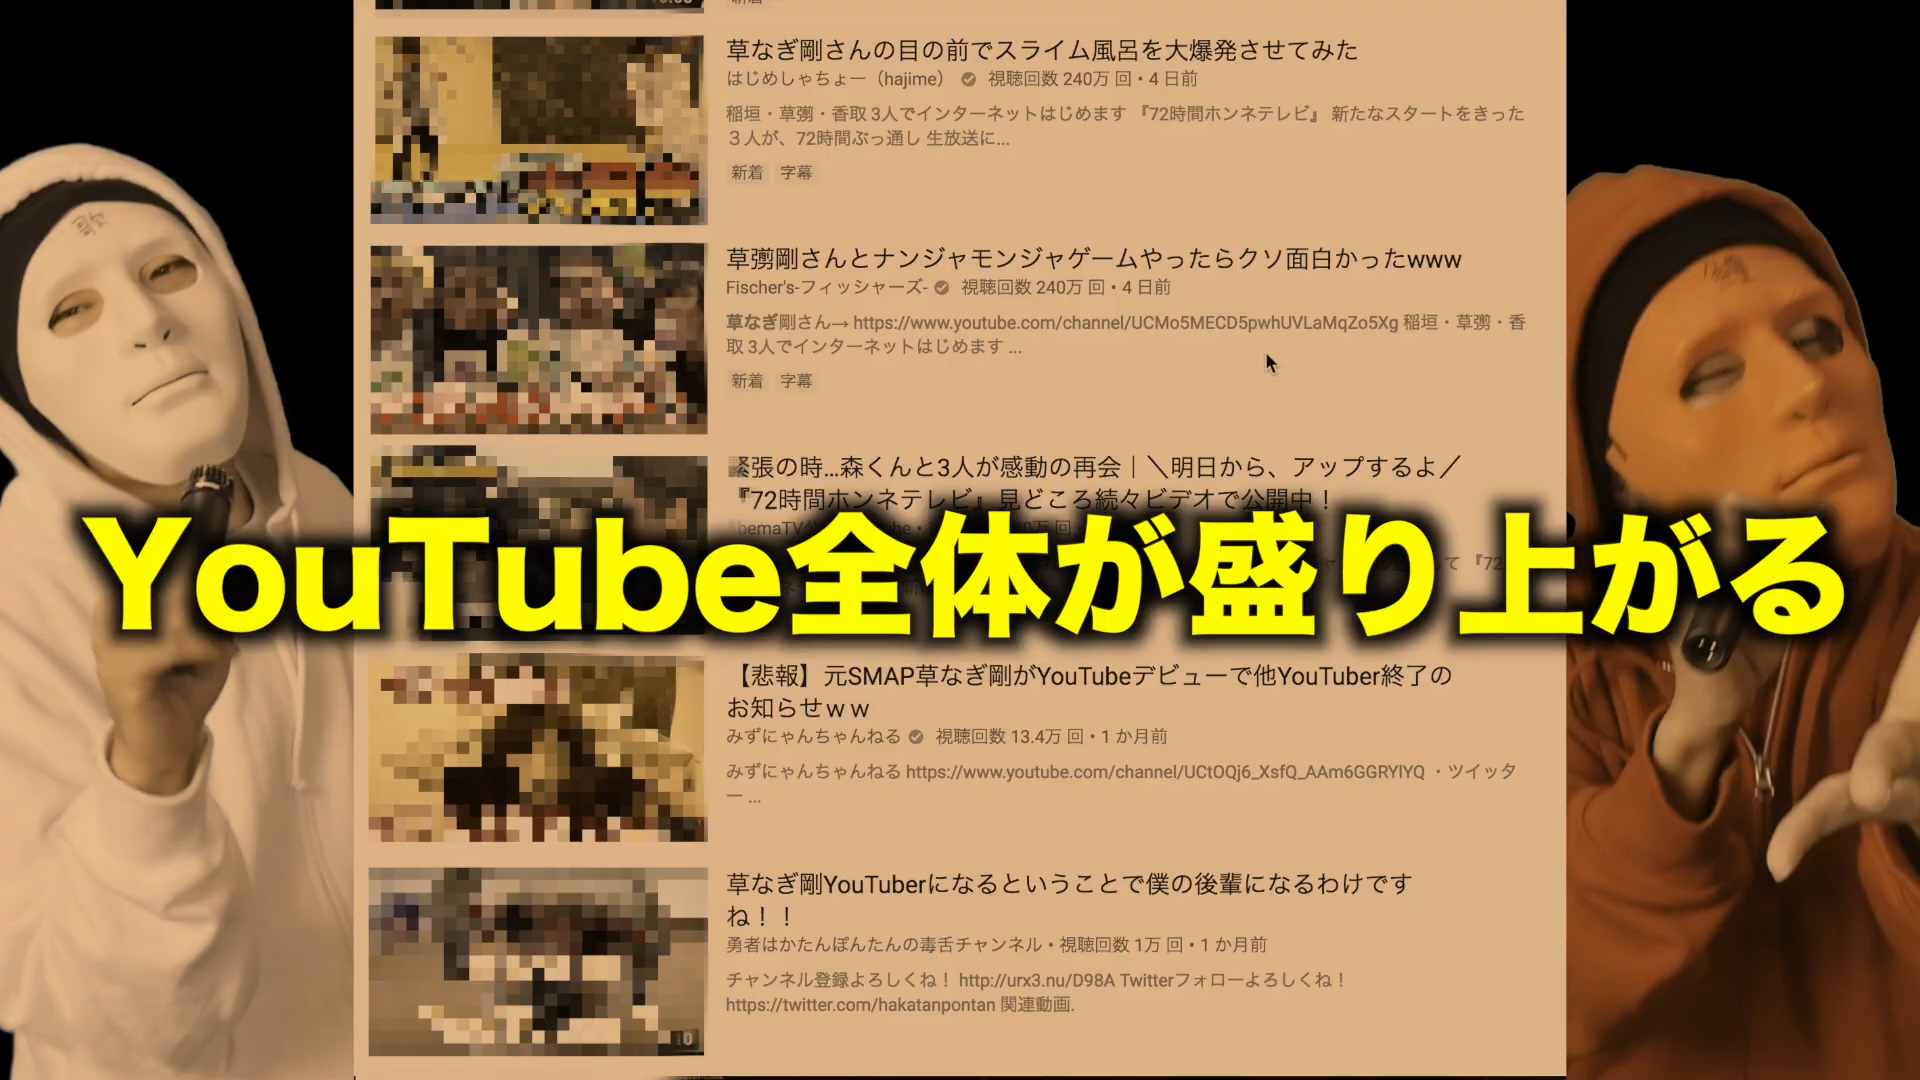 新着
草なぎ剛さんの目の前でスライム風呂を大爆発させてみた
はじめしゃちょー（hajime） 視聴回数 240万 回・4 日前
稲垣・草彅・香取 3人でインターネットはじめます 『72時間ホンネテレビ』 新たなスタートをきった
３人が、72時間ぶっ通し 生放送に...
新着 字幕
草彅剛さんとナンジャモンジャゲームやったらクソ面白かったwww
Fischer's-フィッシャーズ- 視聴回数 240万 回・4 日前
草なぎ剛さん→ https://www.youtube.com/channel/UCMo5MECD5pwhUVLaMqZo5Xg 稲垣・草彅・香
取 3人でインターネットはじめます ...
新着 字幕
緊張の時...森くんと3人が感動の再会｜＼明日から、アップするよ／
『72時間ホンネテレビ』見どころ続々ビデオで公開中！
YouTube全体が盛り上がる
【悲報】元SMAP草なぎ剛がYouTubeデビューで他YouTuber終了の
お知らせｗｗ
みずにゃんちゃんねる 視聴回数 13.4万 回・1 か月前
みずにゃんちゃんねる https://www.youtube.com/channel/UCtOQj6_XsfQ_AAm6GGRYlYQ ・ツイッタ
ー ...
草なぎ剛YouTuberになるということで僕の後輩になるわけです
ね！！
勇者はかたんぽんたんの毒舌チャンネル・視聴回数 1万 回・1 か月前
チャンネル登録よろしくね！ http://urx3.nu/D98A Twitterフォローよろしくね！
https://twitter.com/hakatanpontan 関連動画.